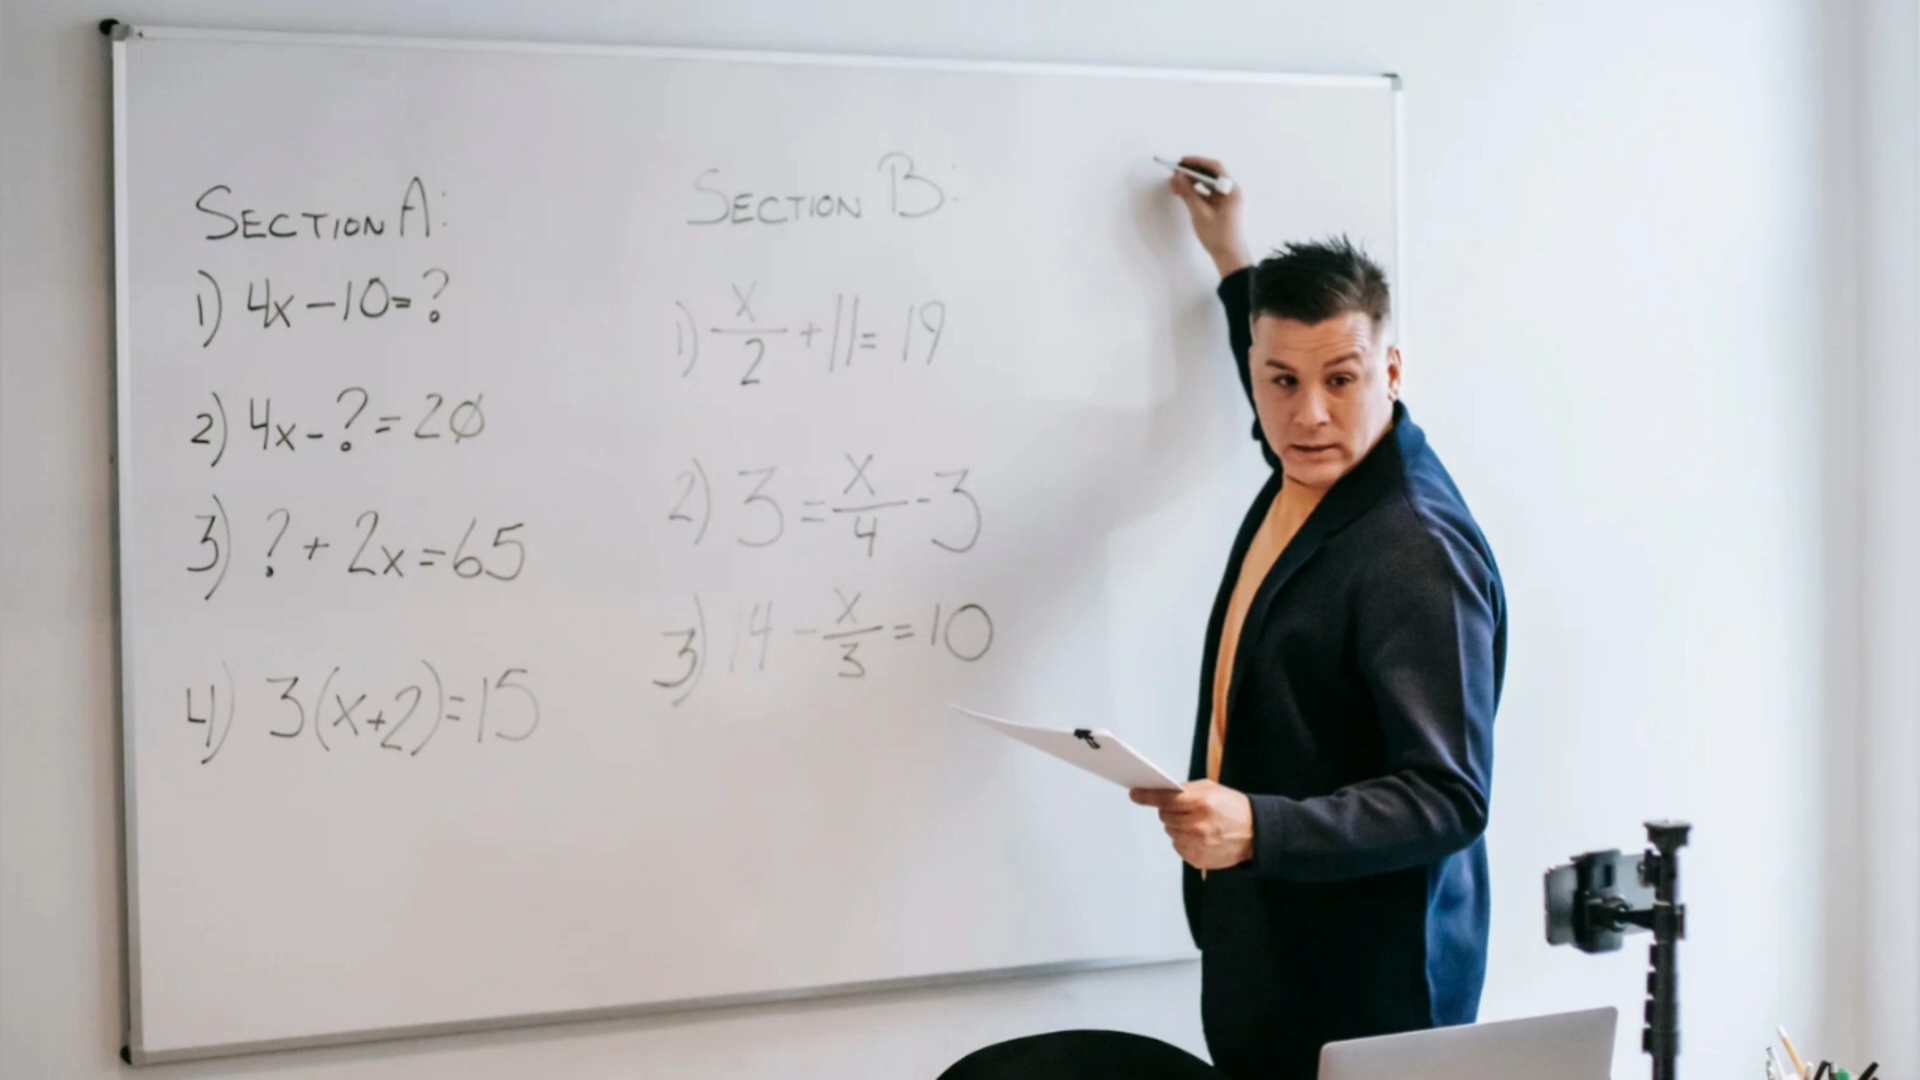 SECTION A:
1) 4x-10=?
2) 4x-?=20
3) ?+2x=65
4) 3(x+2)=15
SECTION B:
1) x/2+11=19
2) 3=x/4-3
3) 14-x/3=10